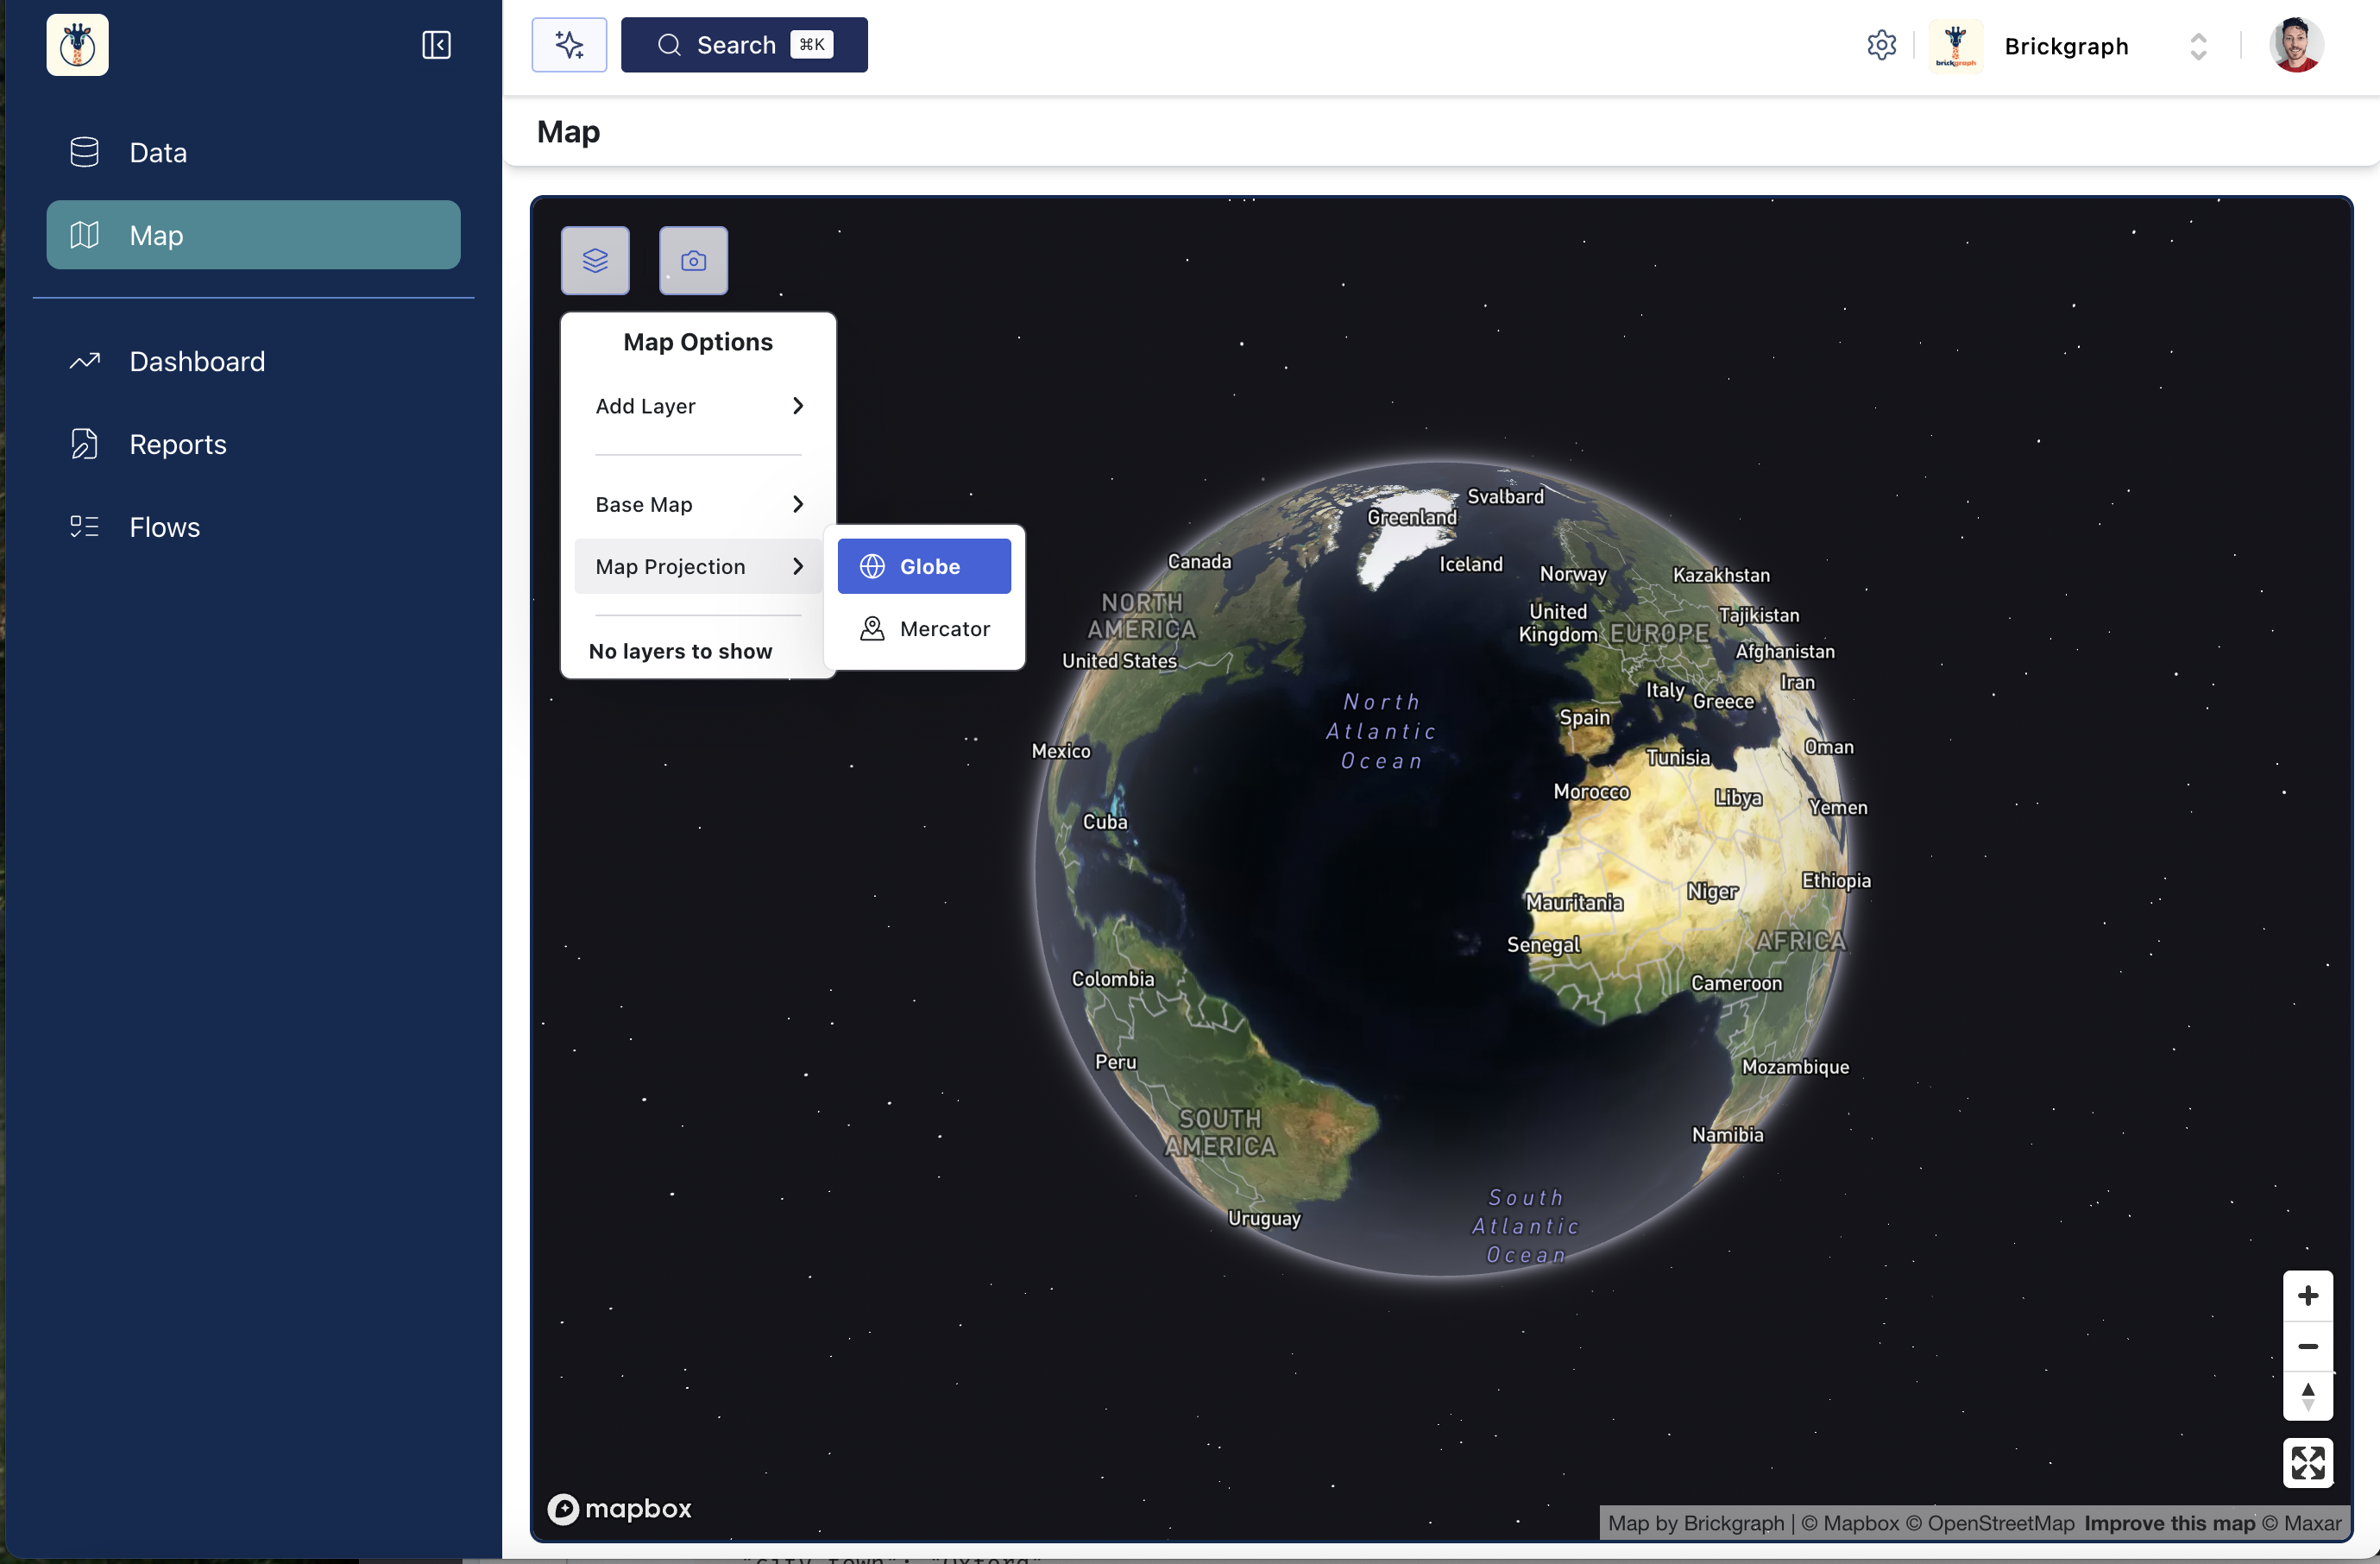 Search ⌘K
brickgraph
Brickgraph
Data
Map
Dashboard
Reports
Flows
Map
Map Options
Add Layer
Base Map
Map Projection
No layers to show
Globe
Mercator
Svalbard
Greenland
Canada
Iceland
Norway
Kazakhstan
NORTH
AMERICA
United
Kingdom
EUROPE
Tajikistan
Afghanistan
United States
Iran
Italy
Greece
Spain
North
Atlantic
Ocean
Mexico
Tunisia
Oman
Morocco
Libya
Yemen
Cuba
Niger
Ethiopia
Mauritania
Senegal
AFRICA
Colombia
Cameroon
Peru
Mozambique
SOUTH
AMERICA
Namibia
South
Atlantic
Ocean
Uruguay
mapbox
Map by Brickgraph | © Mapbox © OpenStreetMap Improve this map © Maxar
"city_town": "Oxford"